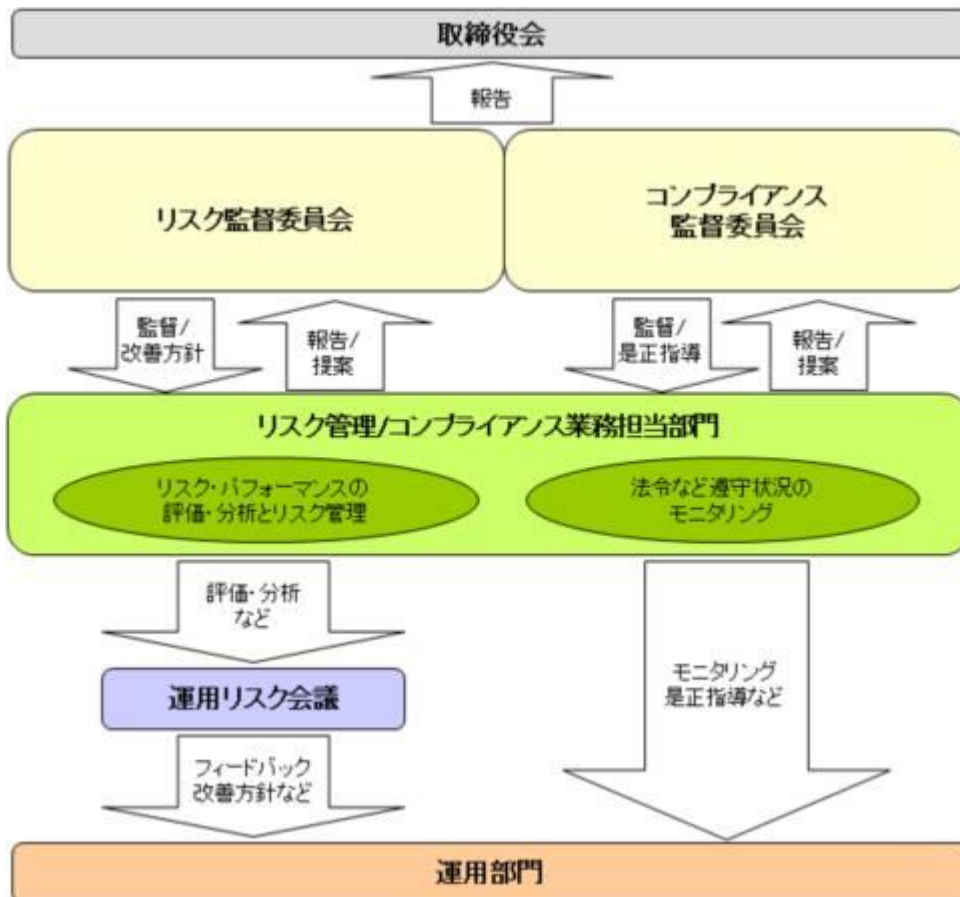 取締役会
報告
リスク監督委員会
コンプライアンス
監督委員会
監督/
改善方針
報告/
提案
監督/
是正指導
報告/
提案
リスク管理/コンプライアンス業務担当部門
リスク・パフォーマンスの
評価・分析とリスク管理
法令など遵守状況の
モニタリング
評価・分析
など
運用リスク会議
モニタリング
是正指導など
フィードバック
改善方針など
運用部門